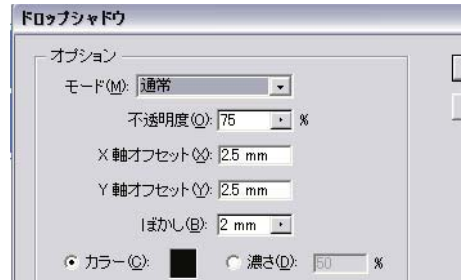 ドロップシャドウ
オプション
モード(M): 通常
不透明度(O): 75 %
X 軸オフセット(X): 2.5 mm
Y 軸オフセット(Y): 2.5 mm
ぼかし(B): 2 mm
カラー(C): 濃さ(D): 50 %